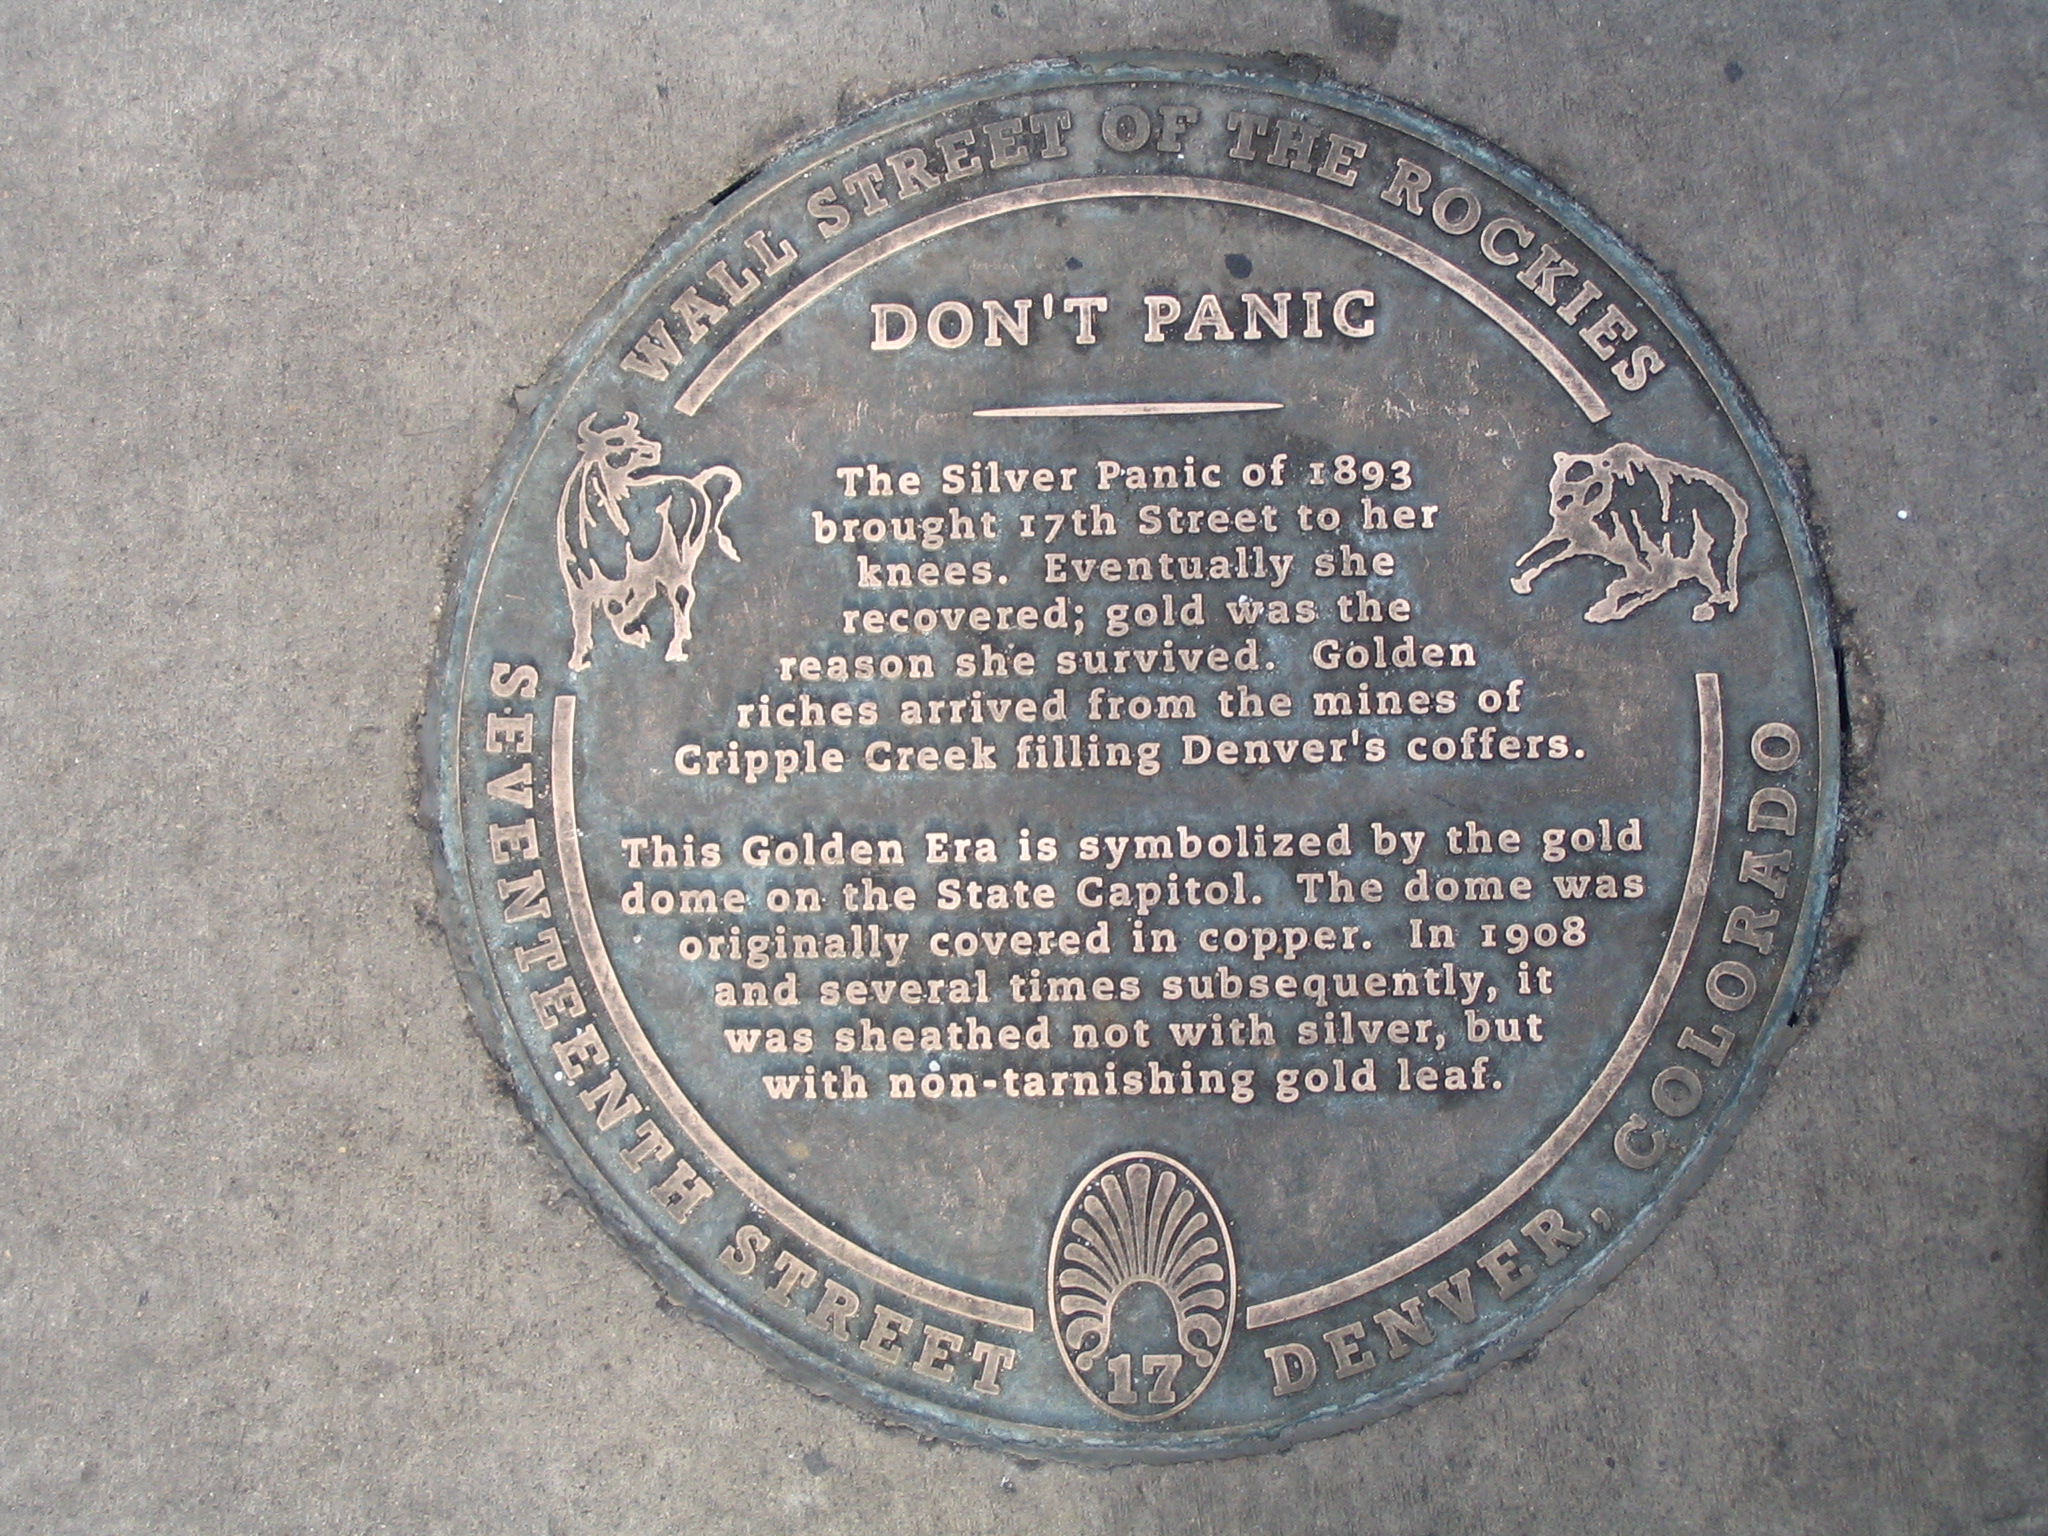 WALL STREET OF THE ROCKIES
DON'T PANIC
The Silver Panic of 1893
brought 17th Street to her
knees. Eventually she
recovered; gold was the
reason she survived. Golden
riches arrived from the mines of
Cripple Creek filling Denver's coffers.
This Golden Era is symbolized by the gold
dome on the State Capitol. The dome was
originally covered in copper. In 1908
and several times subsequently, it
was sheathed not with silver, but
with non-tarnishing gold leaf.
SEVENTEENTH STREET
17
DENVER, COLORADO